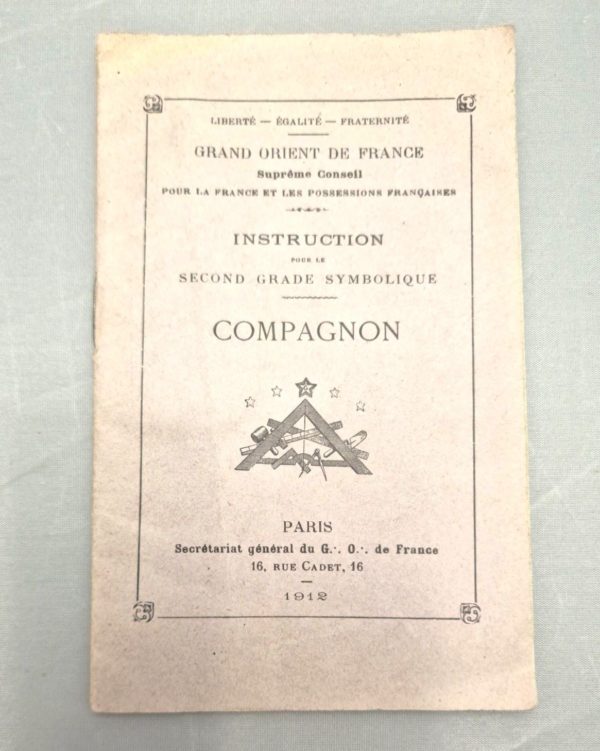 LIBERTÉ — ÉGALITÉ — FRATERNITÉ
GRAND ORIENT DE FRANCE
Suprême Conseil
POUR LA FRANCE ET LES POSSESSIONS FRANÇAISES
INSTRUCTION
POUR LE
SECOND GRADE SYMBOLIQUE
COMPAGNON
PARIS
Secrétariat général du G∴ O∴ de France
16, RUE CADET, 16
1912